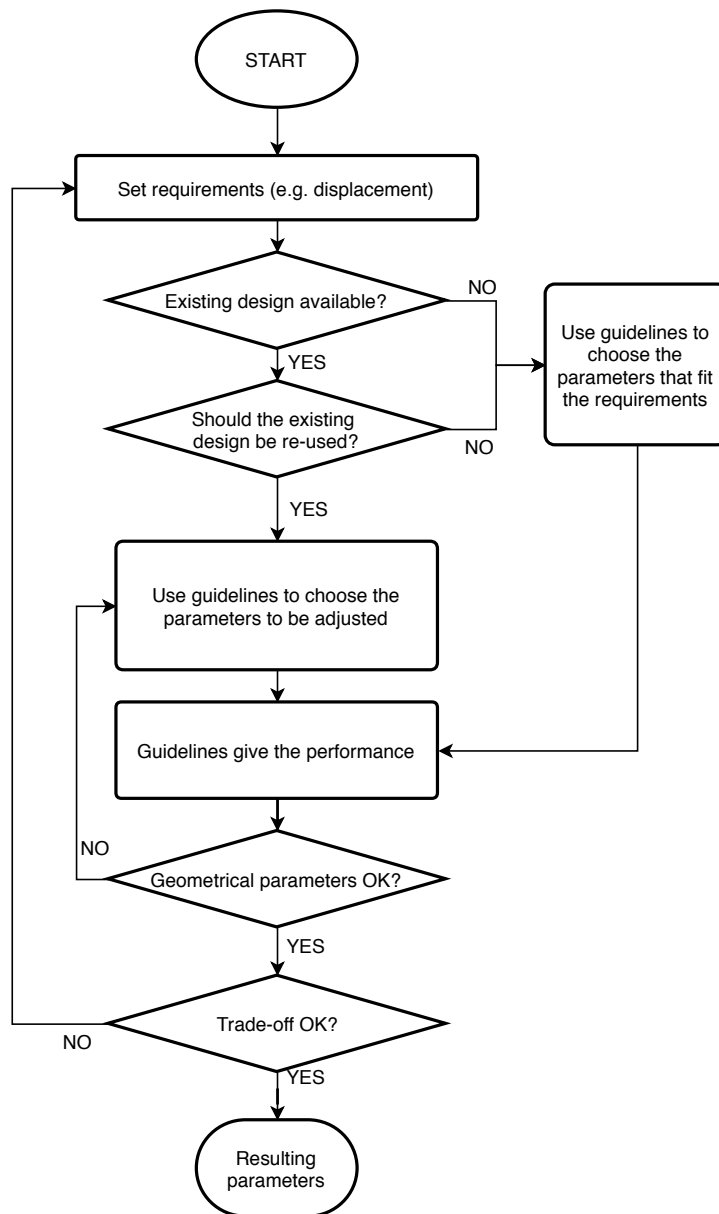 START
Set requirements (e.g. displacement)
Existing design available?
NO
YES
Use guidelines to
choose the
parameters that fit
the requirements
Should the existing
design be re-used?
NO
YES
Use guidelines to choose the
parameters to be adjusted
Guidelines give the performance
NO
Geometrical parameters OK?
YES
Trade-off OK?
NO
YES
Resulting
parameters